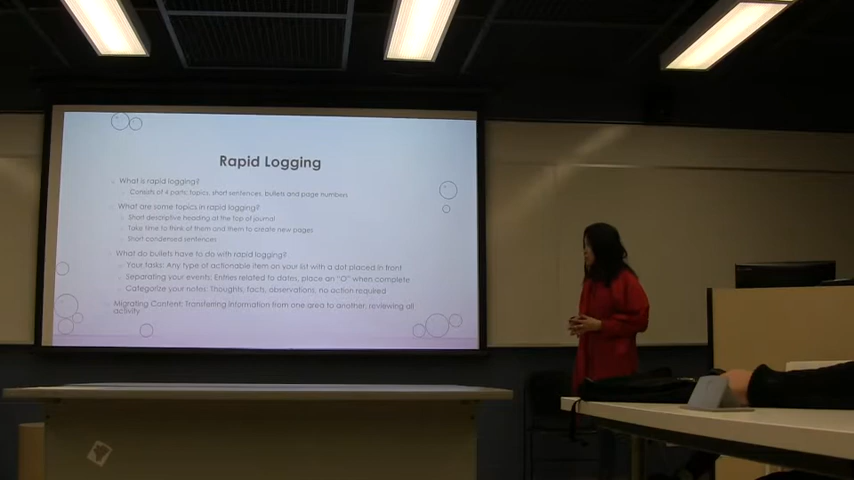 Rapid Logging
What is rapid logging?
Consists of 4 parts: topics, short sentences, bullets and page numbers
What are some topics in rapid logging?
Short descriptive heading at the top of journal
Take time to think of them and them to create new pages
Short condensed sentences
What do bullets have to do with rapid logging?
Your tasks: Any type of actionable item on your list with a dot placed in front
Separating your events: Entries related to dates, place an "O" when complete
Categorize your notes: Thoughts, facts, observations, no action required
Migrating Content: Transferring information from one area to another, reviewing all
activity